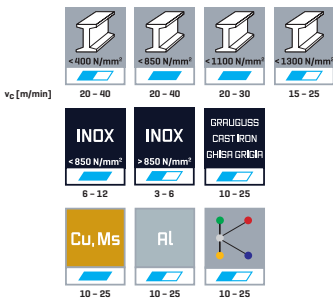 <400 N/mm² <850 N/mm² <1100 N/mm² <1300 N/mm²
v_c [m/min] 20 – 40 20 – 40 20 – 30 15 – 25
INOX INOX GRAUGUSS
CAST IRON
<850 N/mm² >850 N/mm² GHISA GRIGIA
6 – 12 3 – 6 10 – 25
Cu, Ms Al
10 – 25 10 – 25 10 – 25